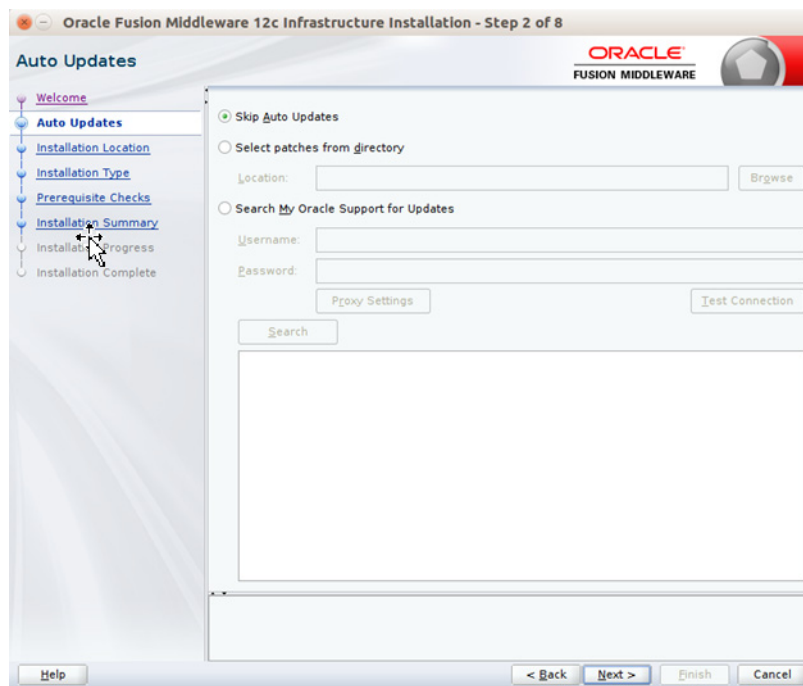 Oracle Fusion Middleware 12c Infrastructure Installation - Step 2 of 8
Auto Updates
ORACLE
FUSION MIDDLEWARE
Welcome
Auto Updates
Installation Location
Installation Type
Prerequisite Checks
Installation Summary
Installation Progress
Installation Complete
Skip Auto Updates
Select patches from directory
Location:
Browse
Search My Oracle Support for Updates
Username:
Password:
Proxy Settings
Test Connection
Search
Help
< Back
Next >
Finish
Cancel